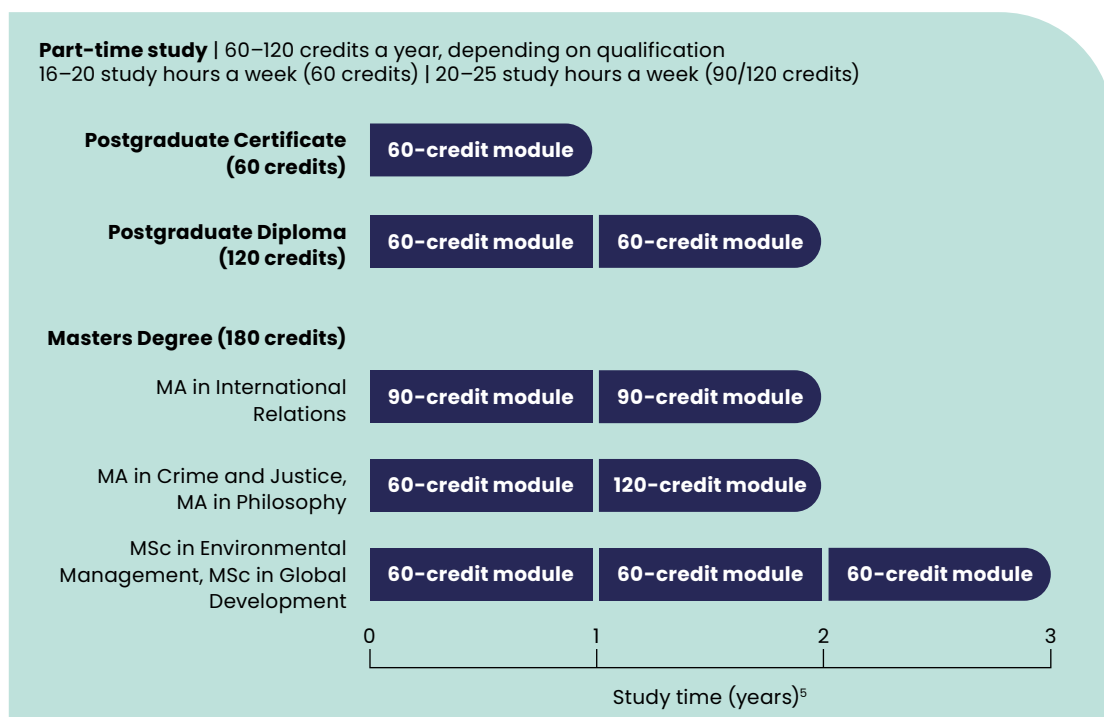 Part-time study | 60–120 credits a year, depending on qualification
16–20 study hours a week (60 credits) | 20–25 study hours a week (90/120 credits)
Postgraduate Certificate
(60 credits)
60-credit module
Postgraduate Diploma
(120 credits)
60-credit module
60-credit module
Masters Degree (180 credits)
MA in International
Relations
90-credit module
90-credit module
MA in Crime and Justice,
MA in Philosophy
60-credit module
120-credit module
MSc in Environmental
Management, MSc in Global
Development
60-credit module
60-credit module
60-credit module
0
1
2
3
Study time (years)⁵